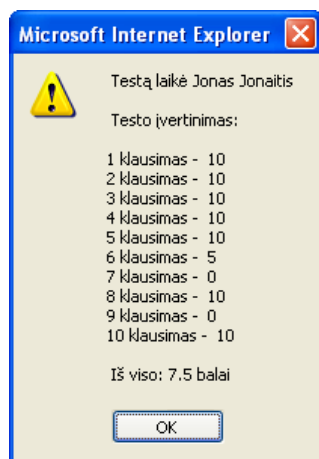 Microsoft Internet Explorer
Testą laikė Jonas Jonaitis
Testo įvertinimas:
1 klausimas - 10
2 klausimas - 10
3 klausimas - 10
4 klausimas - 10
5 klausimas - 10
6 klausimas - 5
7 klausimas - 0
8 klausimas - 10
9 klausimas - 0
10 klausimas - 10
Iš viso: 7.5 balai
OK